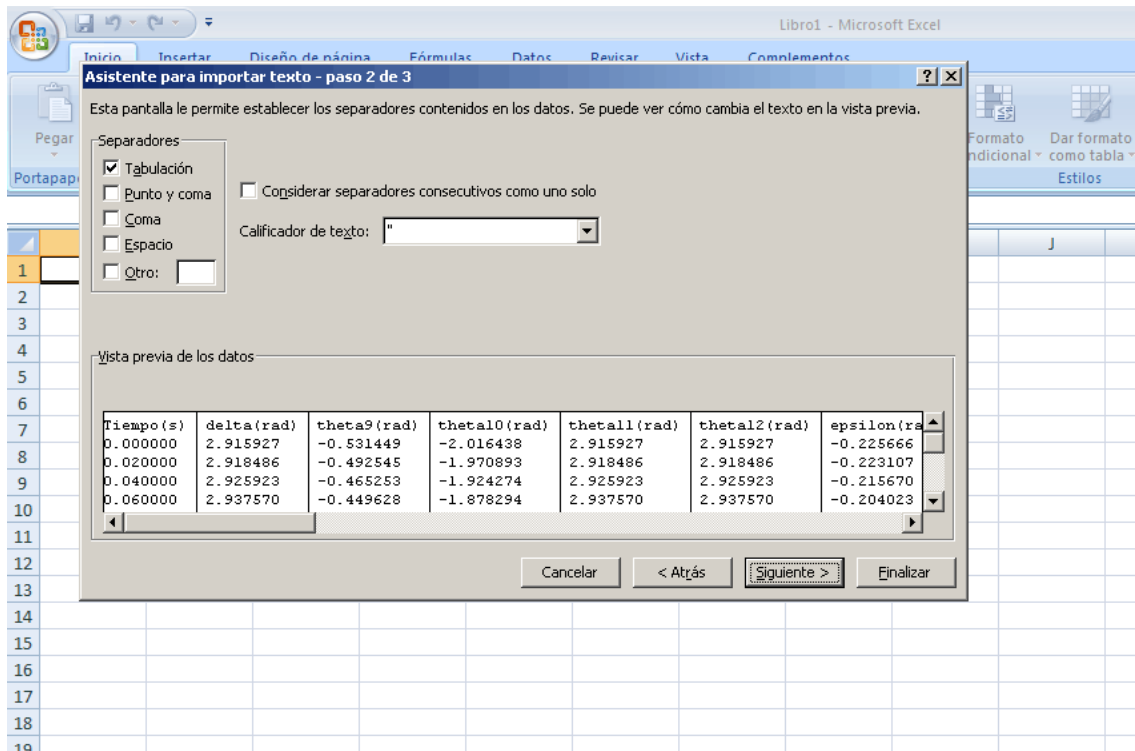 Libro1 - Microsoft Excel
Inicio Insertar Diseño de página Fórmulas Datos Revisar Vista Complementos
Asistente para importar texto - paso 2 de 3
Esta pantalla le permite establecer los separadores contenidos en los datos. Se puede ver cómo cambia el texto en la vista previa.
Pegar
Portapap
Formato
ndicional
Dar formato
como tabla
Estilos
Separadores
Tabulación
Punto y coma
Coma
Espacio
Otro:
Considerar separadores consecutivos como uno solo
Calificador de texto: "
J
Vista previa de los datos
Tiempo(s) delta(rad) theta9(rad) theta10(rad) theta11(rad) theta12(rad) epsilon(ra
0.000000 2.915927 -0.531449 -2.016438 2.915927 2.915927 -0.225666
0.020000 2.918486 -0.492545 -1.970893 2.918486 2.918486 -0.223107
0.040000 2.925923 -0.465253 -1.924274 2.925923 2.925923 -0.215670
0.060000 2.937570 -0.449628 -1.878294 2.937570 2.937570 -0.204023
Cancelar < Atrás Siguiente > Finalizar
1
2
3
4
5
6
7
8
9
10
11
12
13
14
15
16
17
18
19